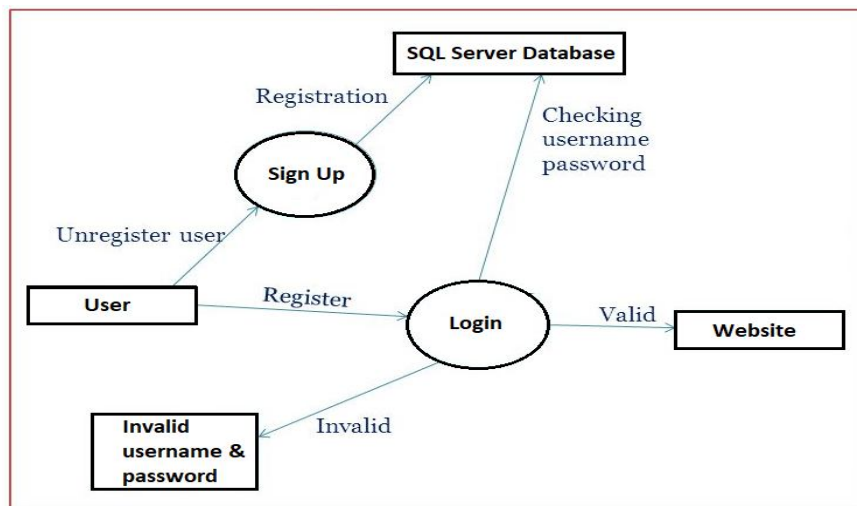 SQL Server Database
Registration
Checking
username
password
Sign Up
Unregister user
User
Register
Login
Valid
Website
Invalid
username &
password
Invalid